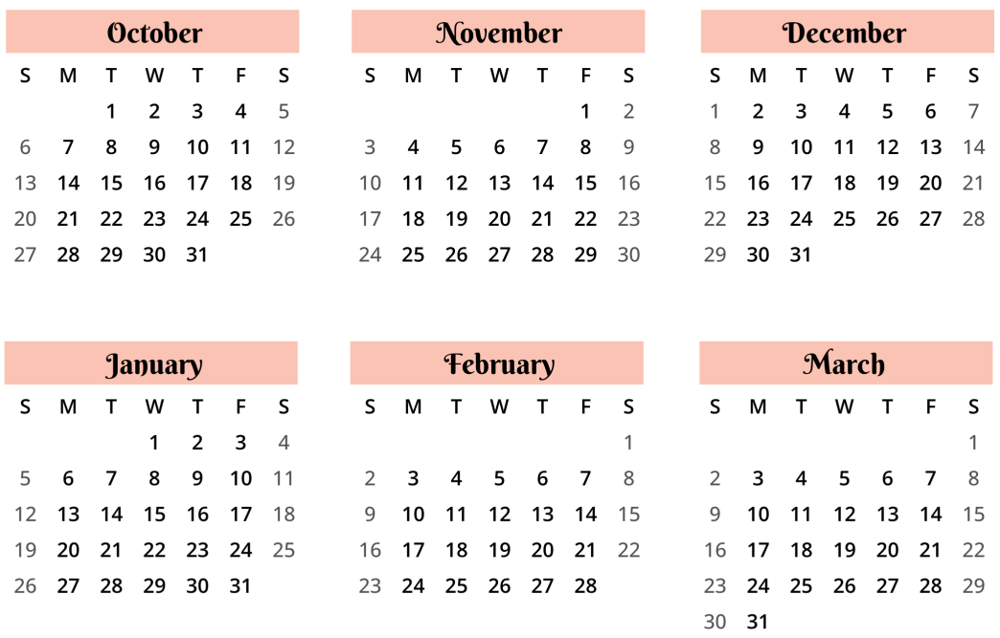 October
S M T W T F S
1 2 3 4 5
6 7 8 9 10 11 12
13 14 15 16 17 18 19
20 21 22 23 24 25 26
27 28 29 30 31
November
S M T W T F S
1 2
3 4 5 6 7 8 9
10 11 12 13 14 15 16
17 18 19 20 21 22 23
24 25 26 27 28 29 30
December
S M T W T F S
1 2 3 4 5 6 7
8 9 10 11 12 13 14
15 16 17 18 19 20 21
22 23 24 25 26 27 28
29 30 31
January
S M T W T F S
1 2 3 4
5 6 7 8 9 10 11
12 13 14 15 16 17 18
19 20 21 22 23 24 25
26 27 28 29 30 31
February
S M T W T F S
1
2 3 4 5 6 7 8
9 10 11 12 13 14 15
16 17 18 19 20 21 22
23 24 25 26 27 28
March
S M T W T F S
1
2 3 4 5 6 7 8
9 10 11 12 13 14 15
16 17 18 19 20 21 22
23 24 25 26 27 28 29
30 31